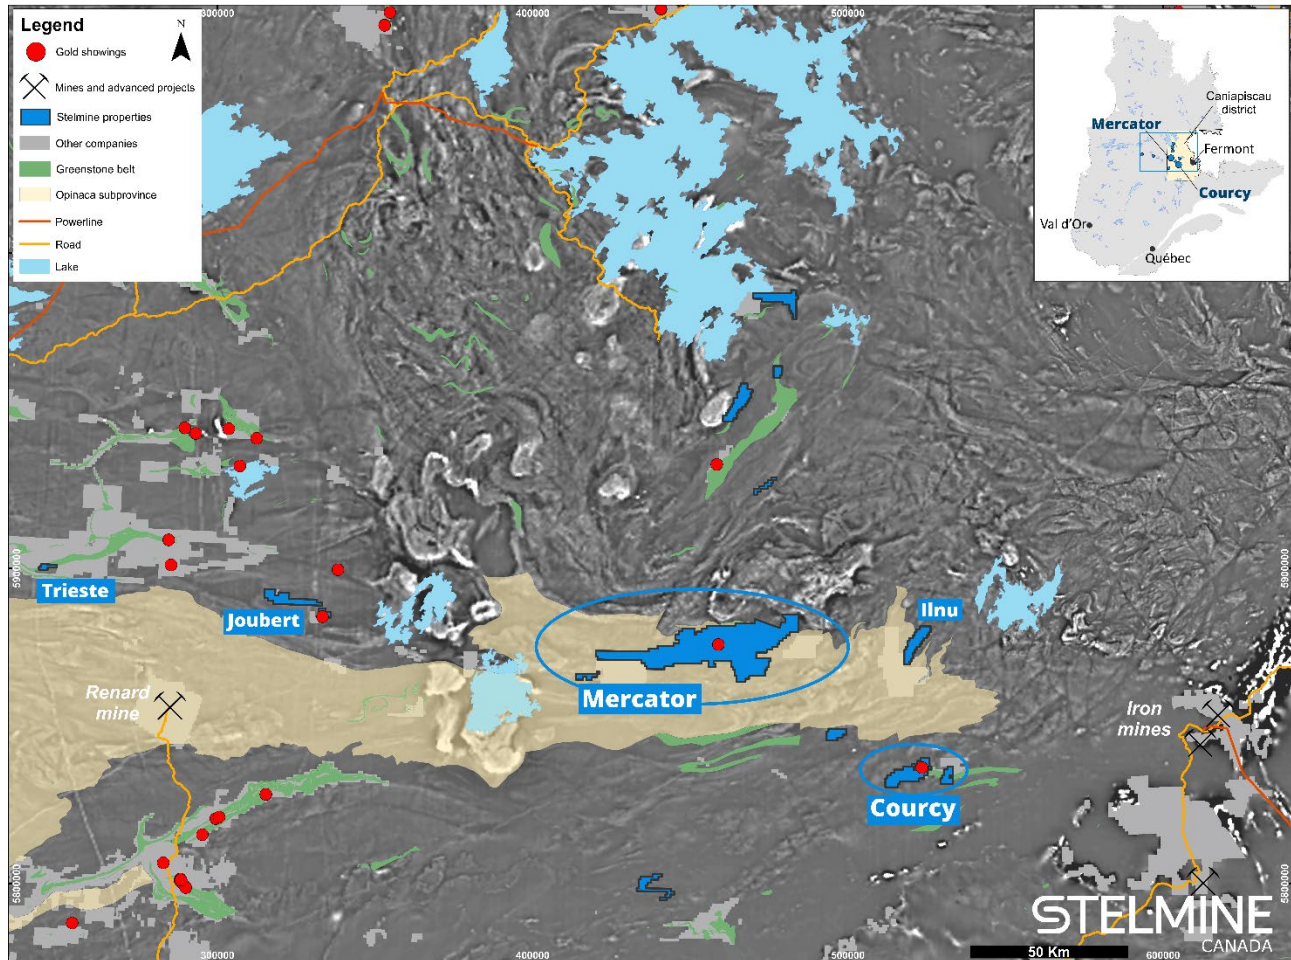 300000
400000
500000
Legend
N
Gold showings
Mines and advanced projects
Stelmine properties
Other companies
Greenstone belt
Opinaca subprovince
Powerline
Road
Lake
Caniapiscau
district
Mercator
Fermont
Courcy
Val d'Or
Québec
5900000
5900000
Trieste
Joubert
Ilnu
Mercator
Renard
mine
Iron
mines
Courcy
5800000
5800000
STELMINE
CANADA
50 Km
300000
400000
500000
600000